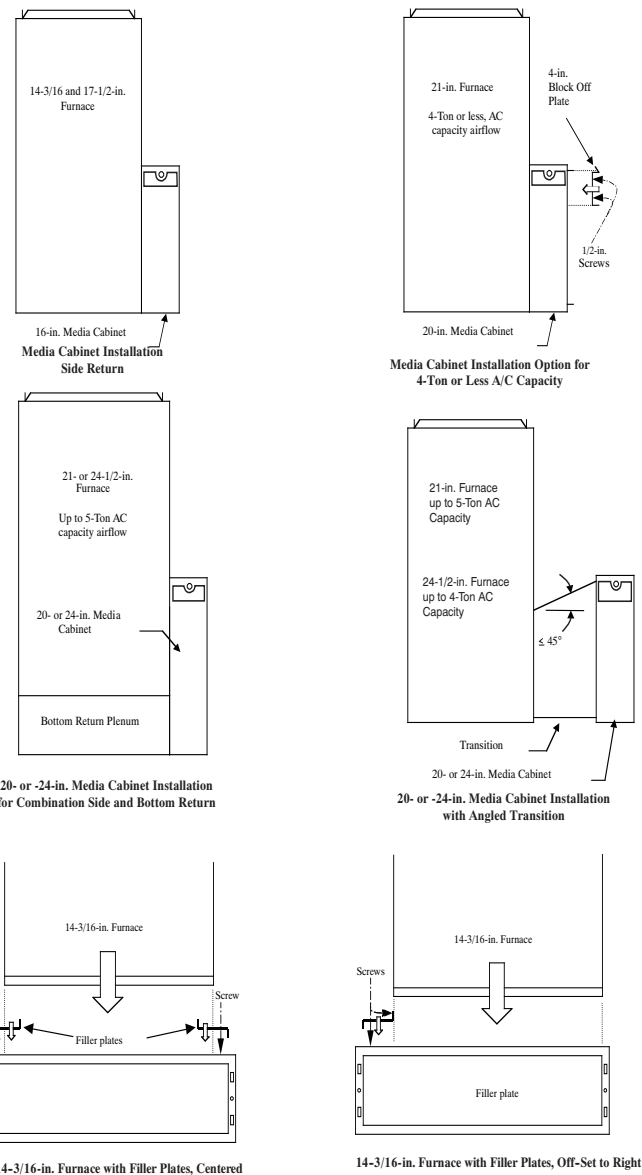 14-3/16 and 17-1/2-in.
Furnace
16-in. Media Cabinet
Media Cabinet Installation
Side Return
21-in. Furnace
4-Ton or less, AC
capacity airflow
4-in.
Block Off
Plate
1/2-in.
Screws
20-in. Media Cabinet
Media Cabinet Installation Option for
4-Ton or Less A/C Capacity
21- or 24-1/2-in.
Furnace
Up to 5-Ton AC
capacity airflow
20- or 24-in. Media
Cabinet
Bottom Return Plenum
20- or -24-in. Media Cabinet Installation
for Combination Side and Bottom Return
21-in. Furnace
up to 5-Ton AC
Capacity
24-1/2-in. Furnace
up to 4-Ton AC
Capacity
≤ 45°
Transition
20- or 24-in. Media Cabinet
20- or -24-in. Media Cabinet Installation
with Angled Transition
14-3/16-in. Furnace
Screw
Filler plates
14-3/16-in. Furnace with Filler Plates, Centered
14-3/16-in. Furnace
Screws
Filler plate
14-3/16-in. Furnace with Filler Plates, Off-Set to Right